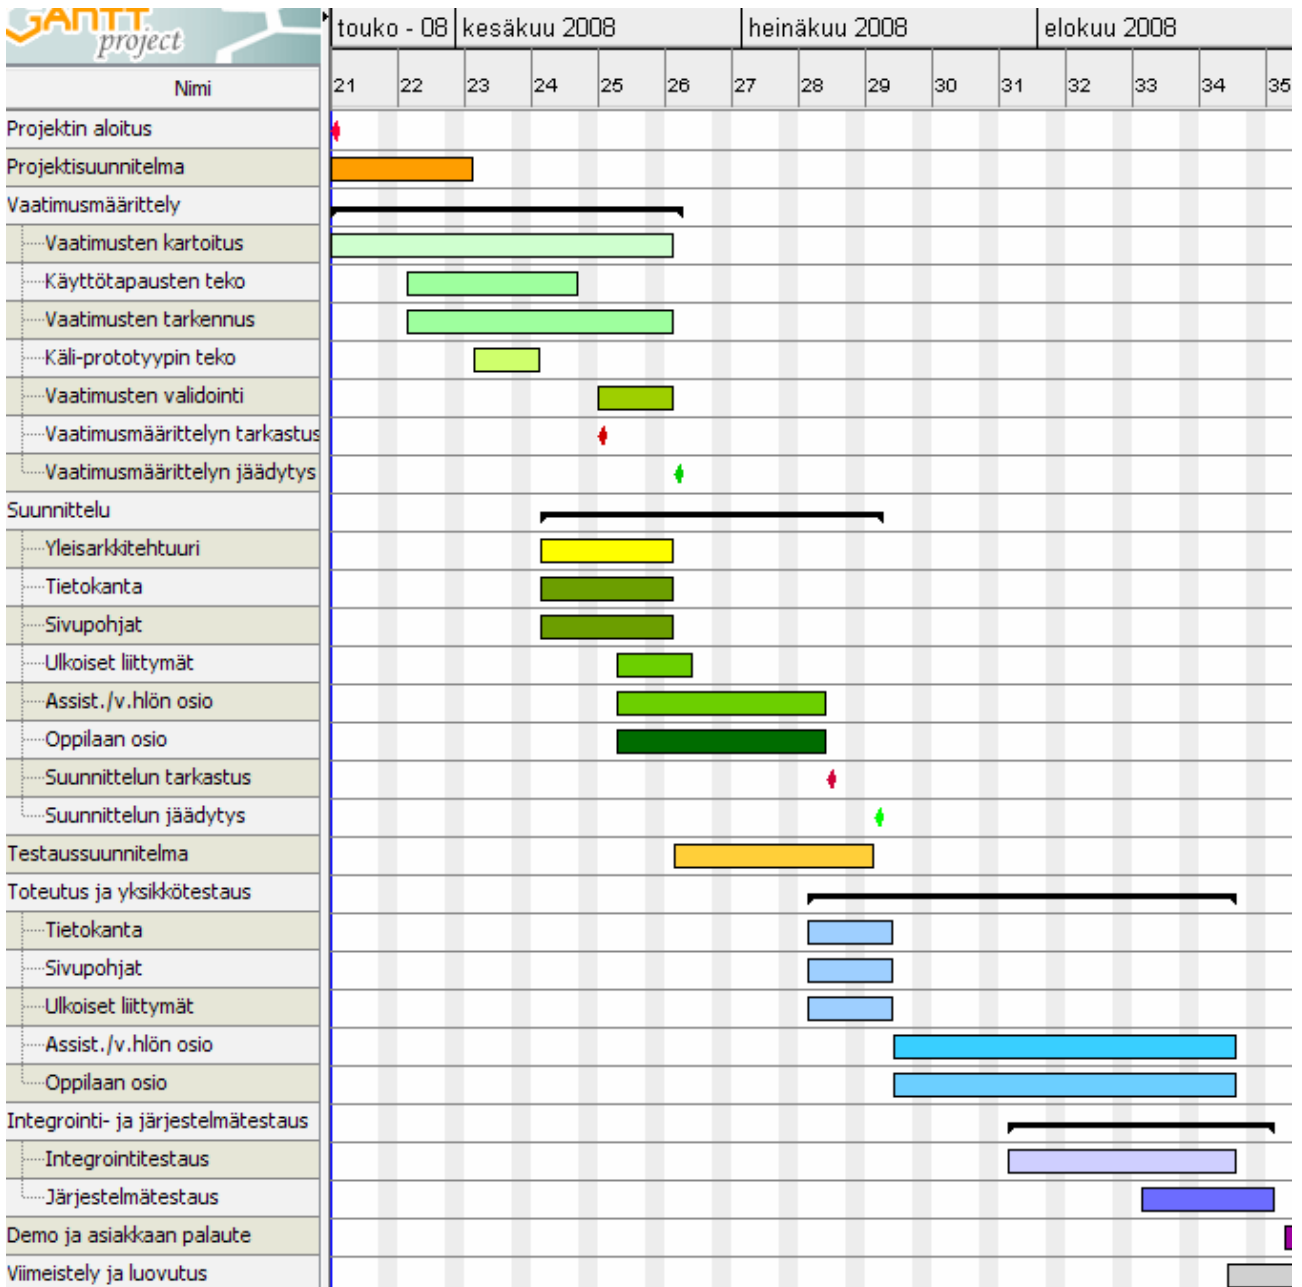 GANTT
project
touko - 08 kesäkuu 2008 heinäkuu 2008 elokuu 2008
Nimi
21 22 23 24 25 26 27 28 29 30 31 32 33 34 35
Projektin aloitus
Projektisuunnitelma
Vaatimusmäärittely
Vaatimusten kartoitus
Käyttötapausten teko
Vaatimusten tarkennus
Käli-prototyypin teko
Vaatimusten validointi
Vaatimusmäärittelyn tarkastus
Vaatimusmäärittelyn jäädytys
Suunnittelu
Yleisarkkitehtuuri
Tietokanta
Sivupohjat
Ulkoiset liittymät
Assist./v.hlön osio
Oppilaan osio
Suunnittelun tarkastus
Suunnittelun jäädytys
Testaussuunnitelma
Toteutus ja yksikkötestaus
Tietokanta
Sivupohjat
Ulkoiset liittymät
Assist./v.hlön osio
Oppilaan osio
Integrointi- ja järjestelmätestaus
Integrointitestaus
Järjestelmätestaus
Demo ja asiakkaan palaute
Viimeistely ja luovutus